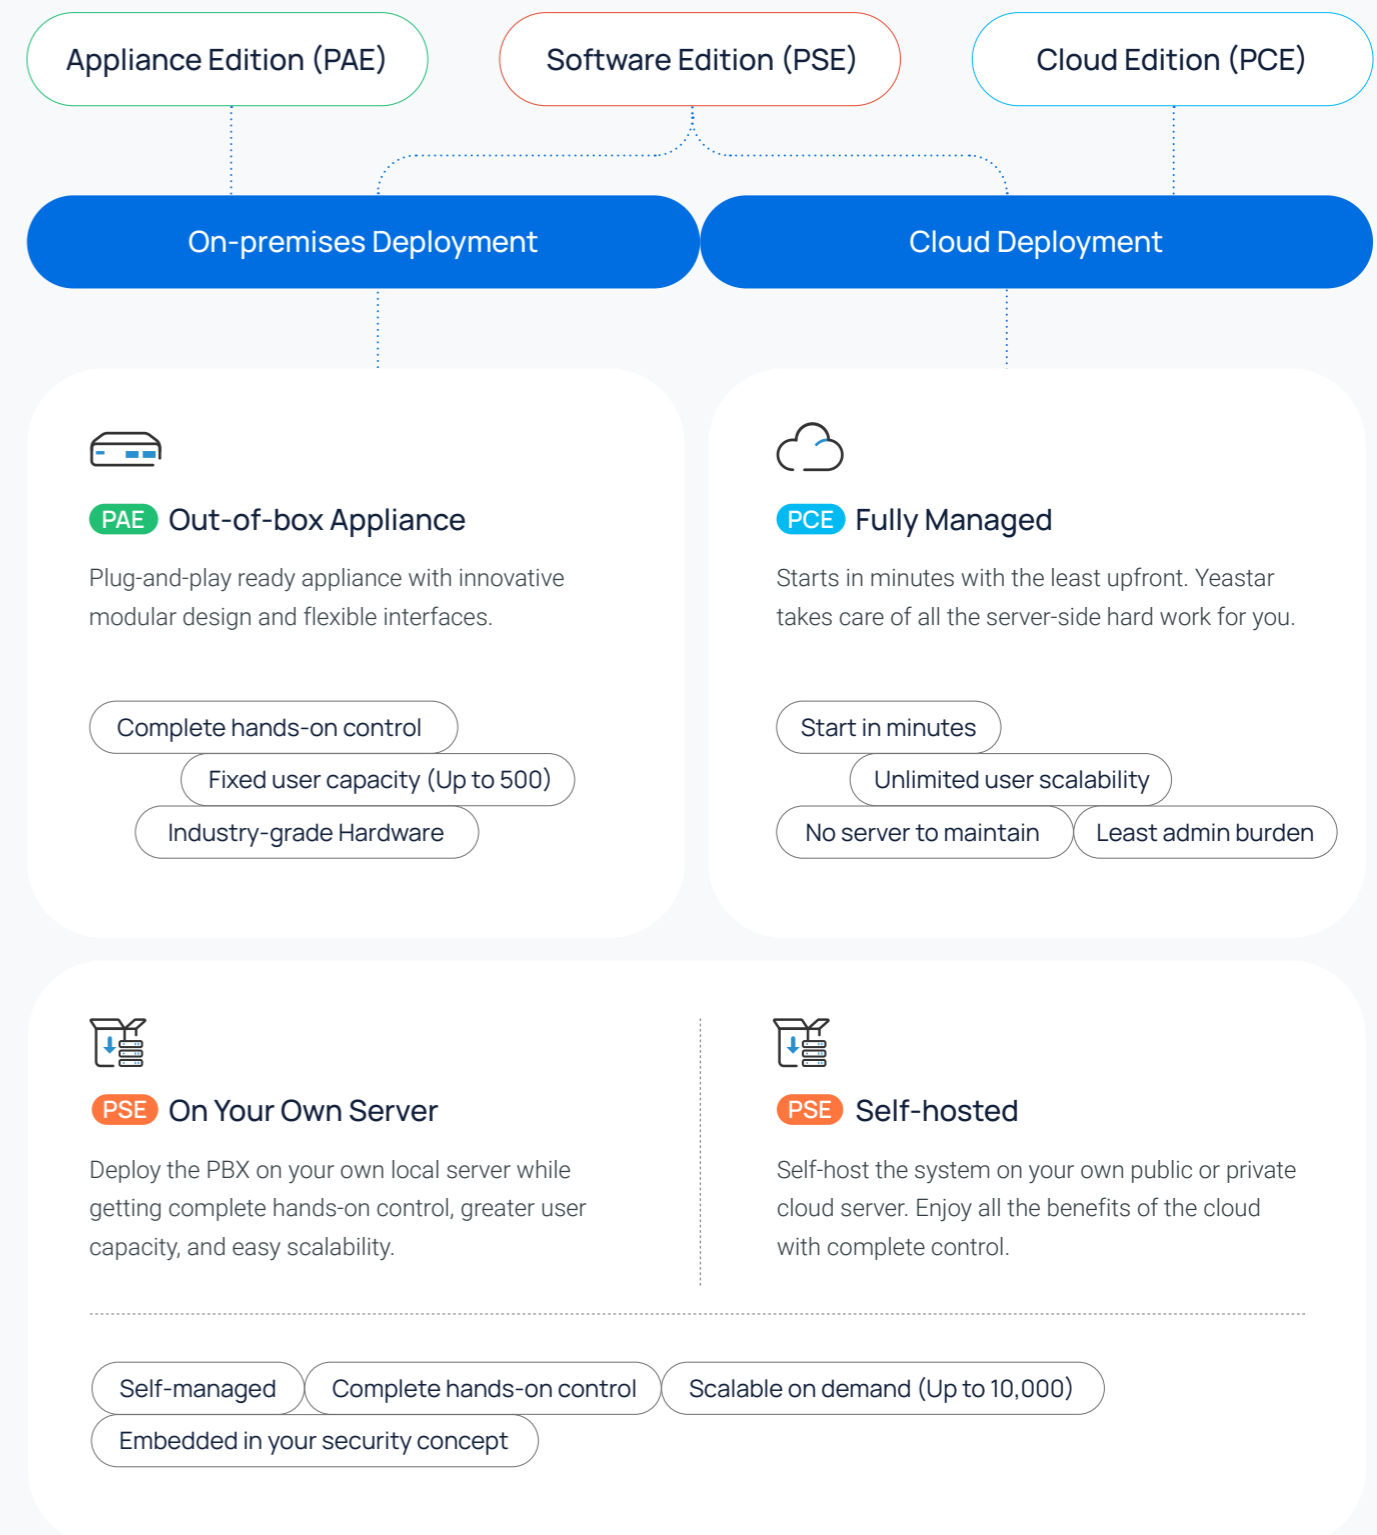 Appliance Edition (PAE)
Software Edition (PSE)
Cloud Edition (PCE)
On-premises Deployment
Cloud Deployment
PAE Out-of-box Appliance
Plug-and-play ready appliance with innovative
modular design and flexible interfaces.
Complete hands-on control
Fixed user capacity (Up to 500)
Industry-grade Hardware
PCE Fully Managed
Starts in minutes with the least upfront. Yeastar
takes care of all the server-side hard work for you.
Start in minutes
Unlimited user scalability
No server to maintain
Least admin burden
PSE On Your Own Server
Deploy the PBX on your own local server while
getting complete hands-on control, greater user
capacity, and easy scalability.
PSE Self-hosted
Self-host the system on your own public or private
cloud server. Enjoy all the benefits of the cloud
with complete control.
Self-managed
Complete hands-on control
Scalable on demand (Up to 10,000)
Embedded in your security concept